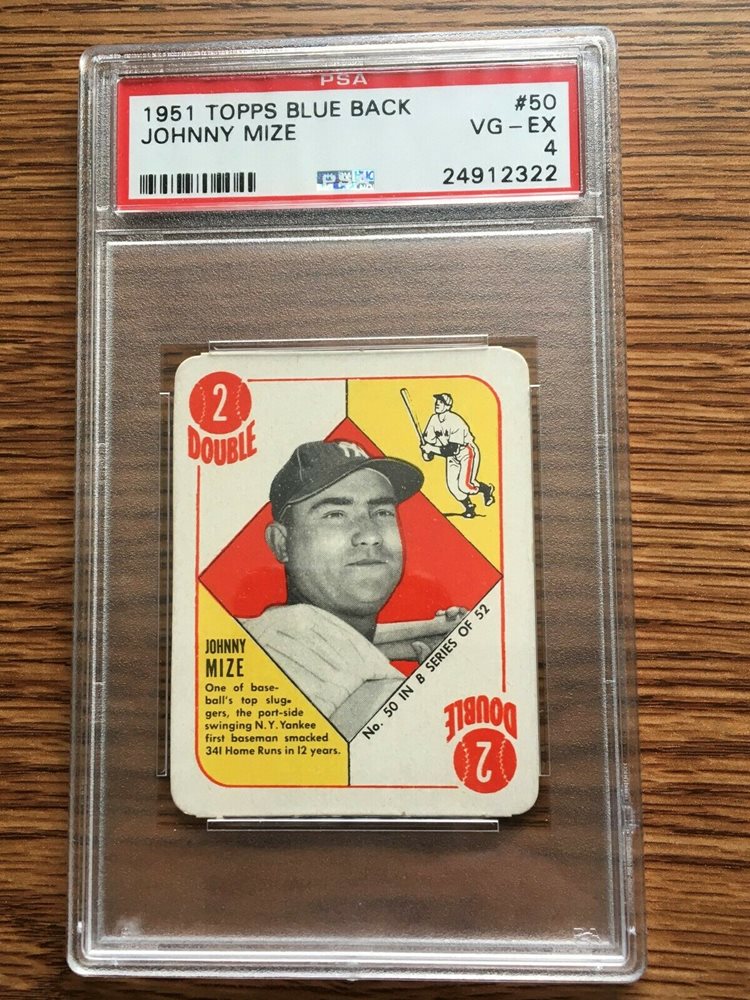 PSA
1951 TOPPS BLUE BACK #50
JOHNNY MIZE VG-EX
4
24912322
2
DOUBLE
JOHNNY
MIZE
One of base-
ball's top slug-
gers, the port-side
swinging N.Y. Yankee
first baseman smacked
341 Home Runs in 12 years.
No. 50 IN B SERIES OF 52
DOUBLE
2